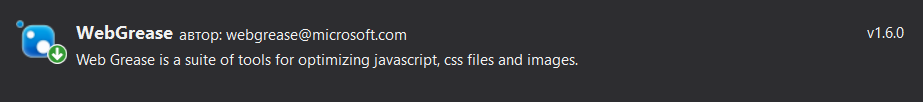 WebGrease автор: webgrease@microsoft.com v1.6.0
Web Grease is a suite of tools for optimizing javascript, css files and images.